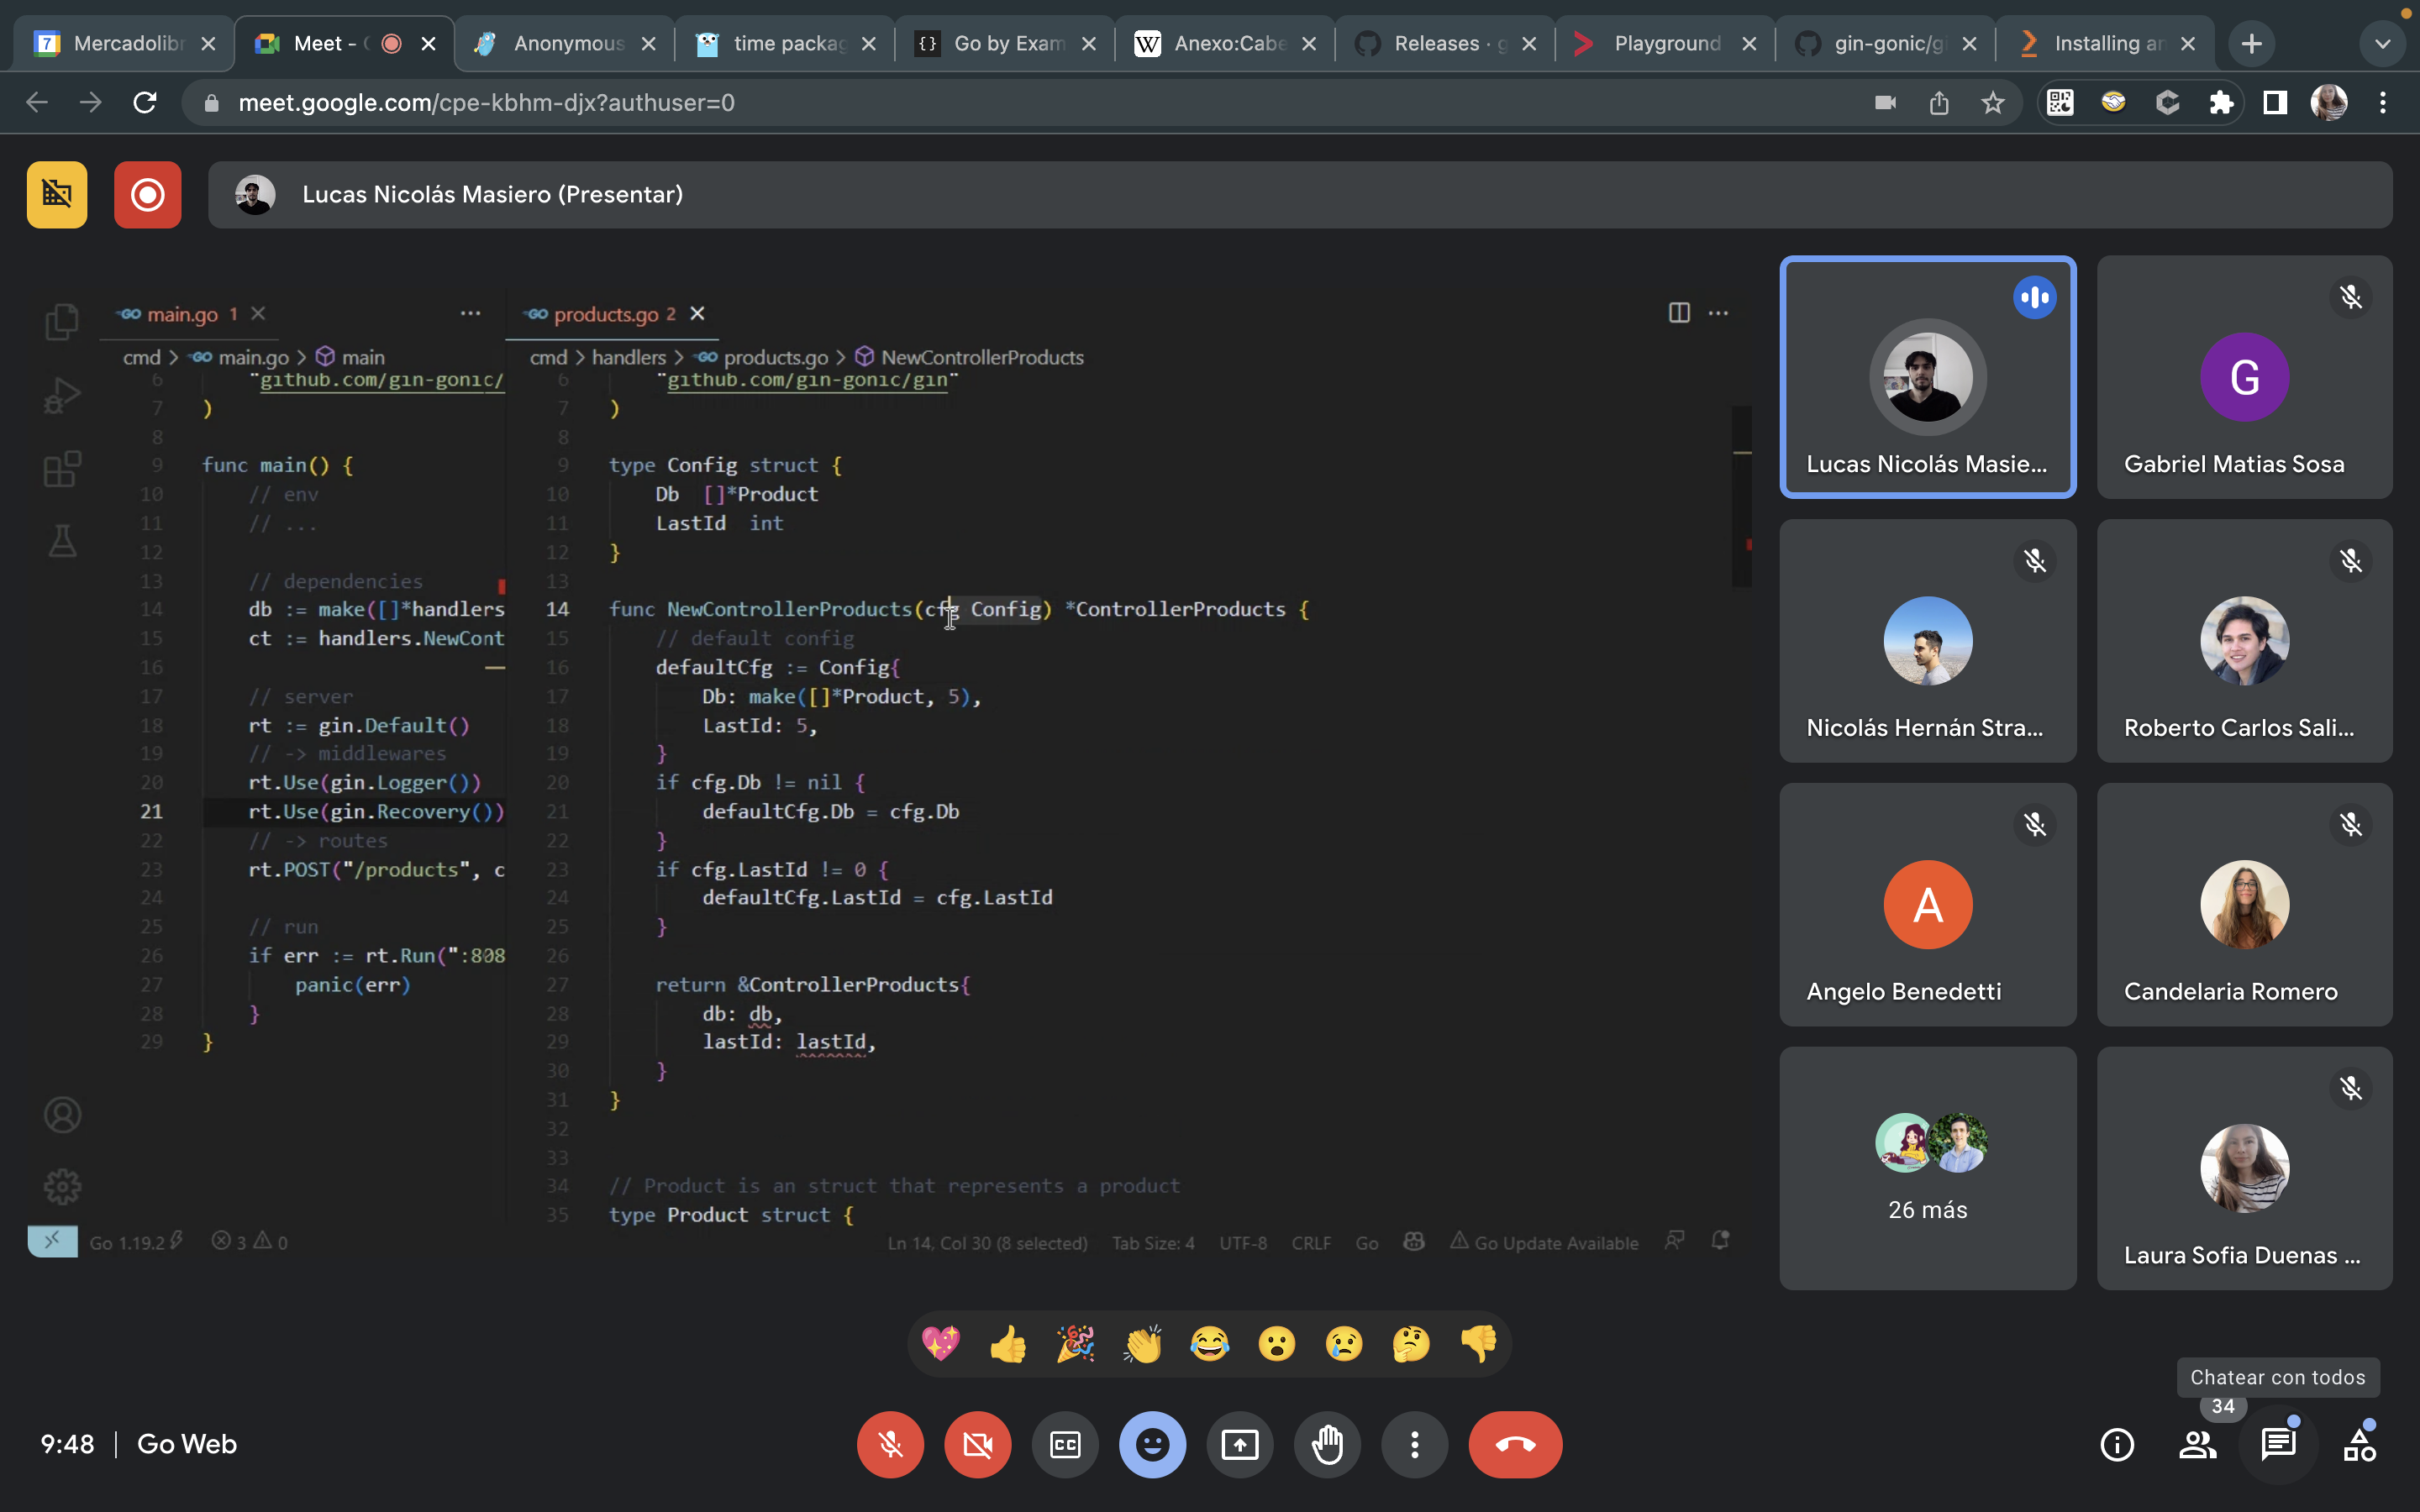 7 Mercadolibr
Meet - (
Anonymous
time packag
Go by Exam
W Anexo:Cabe
Releases · g
Playground
gin-gonic/gi
Installing an
meet.google.com/cpe-kbhm-djx?authuser=0
Lucas Nicolás Masiero (Presentar)
main.go 1
cmd > main.go > main
6 "github.com/gin-gonic/
7 )
8
9 func main() {
10 // env
11 // ...
12
13 // dependencies
14 db := make([]*handlers
15 ct := handlers.NewCont
16
17 // server
18 rt := gin.Default()
19 // -> middlewares
20 rt.Use(gin.Logger())
21 rt.Use(gin.Recovery())
22 // -> routes
23 rt.POST("/products", c
24
25 // run
26 if err := rt.Run(":808
27 panic(err)
28 }
29 }
products.go 2
cmd > handlers > products.go > NewControllerProducts
6 "github.com/gin-gonic/gin"
7 )
8
9 type Config struct {
10 Db []*Product
11 LastId int
12 }
13
14 func NewControllerProducts(cfg Config) *ControllerProducts {
15 // default config
16 defaultCfg := Config{
17 Db: make([]*Product, 5),
18 LastId: 5,
19 }
20 if cfg.Db != nil {
21 defaultCfg.Db = cfg.Db
22 }
23 if cfg.LastId != 0 {
24 defaultCfg.LastId = cfg.LastId
25 }
26
27 return &ControllerProducts{
28 db: db,
29 lastId: lastId,
30 }
31 }
32
33
34 // Product is an struct that represents a product
35 type Product struct {
Go 1.19.2 3 0
Ln 14, Col 30 (8 selected) Tab Size: 4 UTF-8 CRLF Go Go Update Available
Lucas Nicolás Masie...
G
Gabriel Matias Sosa
Nicolás Hernán Stra...
Roberto Carlos Sali...
A
Angelo Benedetti
Candelaria Romero
26 más
Laura Sofia Duenas ...
Chatear con todos
34
9:48 | Go Web
CC